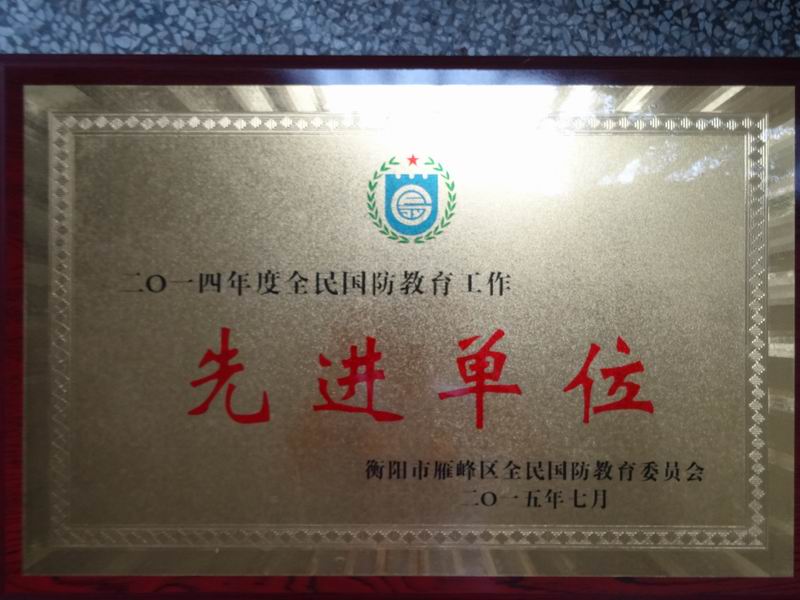 二〇一四年度全民国防教育工作
先进单位
衡阳市雁峰区全民国防教育委员会
二〇一五年七月